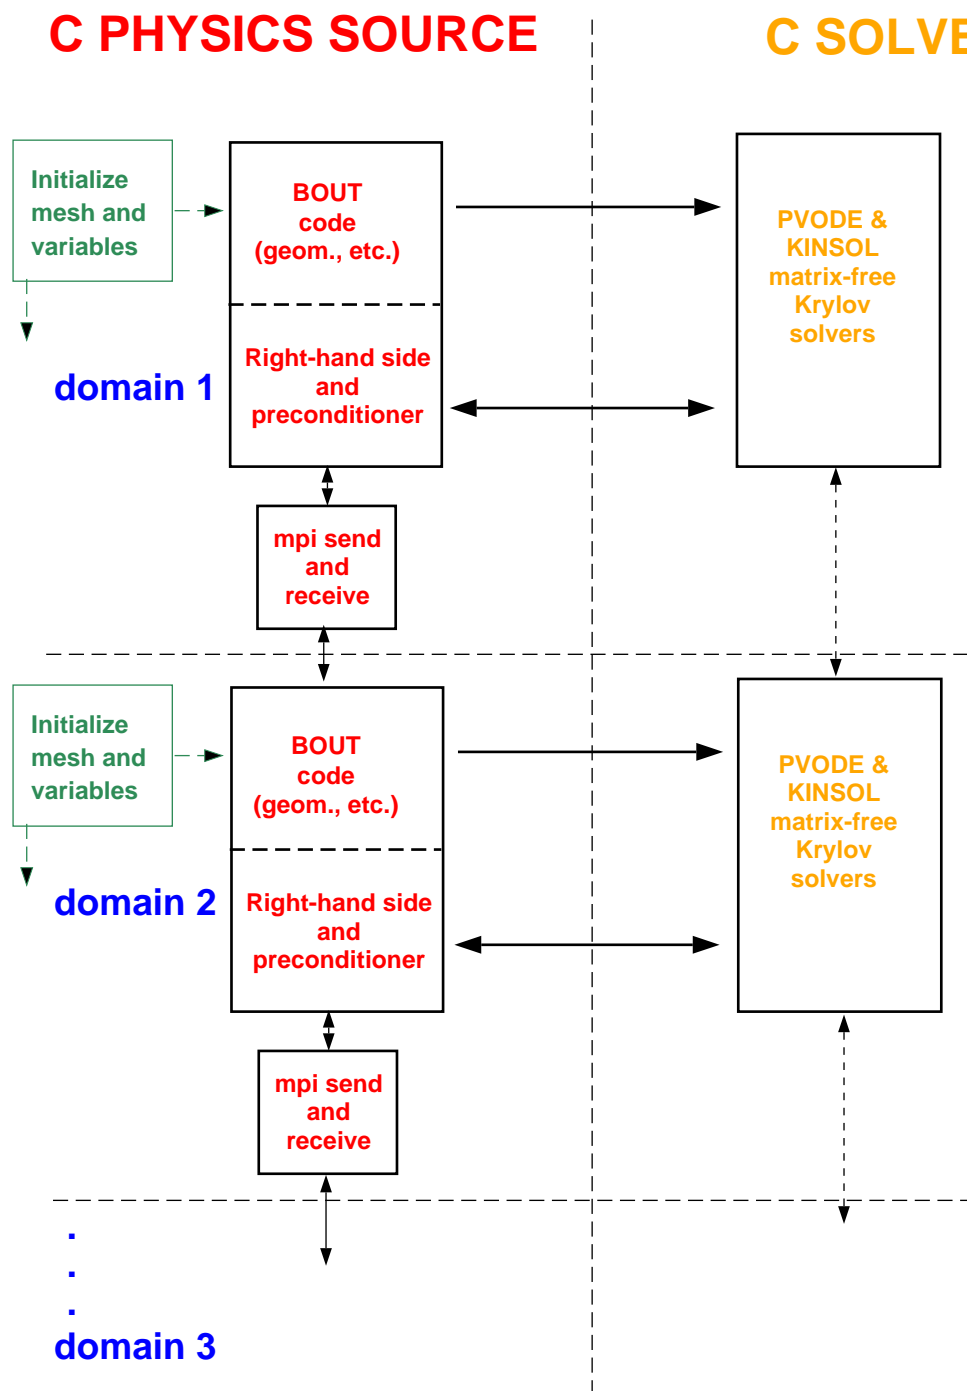 C PHYSICS SOURCE
C SOLVE
Initialize
mesh and
variables
BOUT
code
(geom., etc.)
Right-hand side
and
preconditioner
PVODE &
KINSOL
matrix-free
Krylov
solvers
domain 1
mpi send
and
receive
Initialize
mesh and
variables
BOUT
code
(geom., etc.)
Right-hand side
and
preconditioner
PVODE &
KINSOL
matrix-free
Krylov
solvers
domain 2
mpi send
and
receive
.
.
.
domain 3